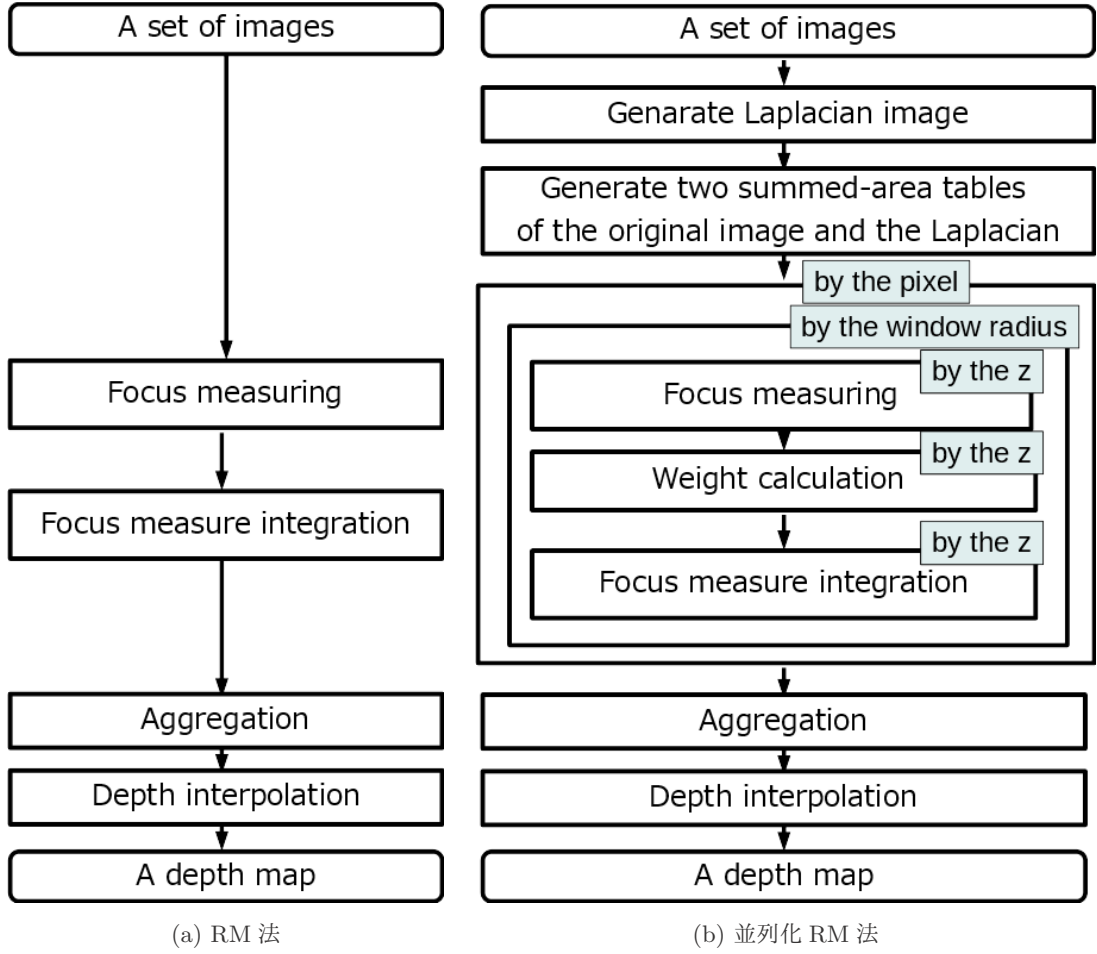 A set of images
Focus measuring
Focus measure integration
Aggregation
Depth interpolation
A depth map
(a) RM 法
A set of images
Genarate Laplacian image
Generate two summed-area tables
of the original image and the Laplacian
by the pixel
by the window radius
by the z
Focus measuring
by the z
Weight calculation
by the z
Focus measure integration
Aggregation
Depth interpolation
A depth map
(b) 並列化 RM 法